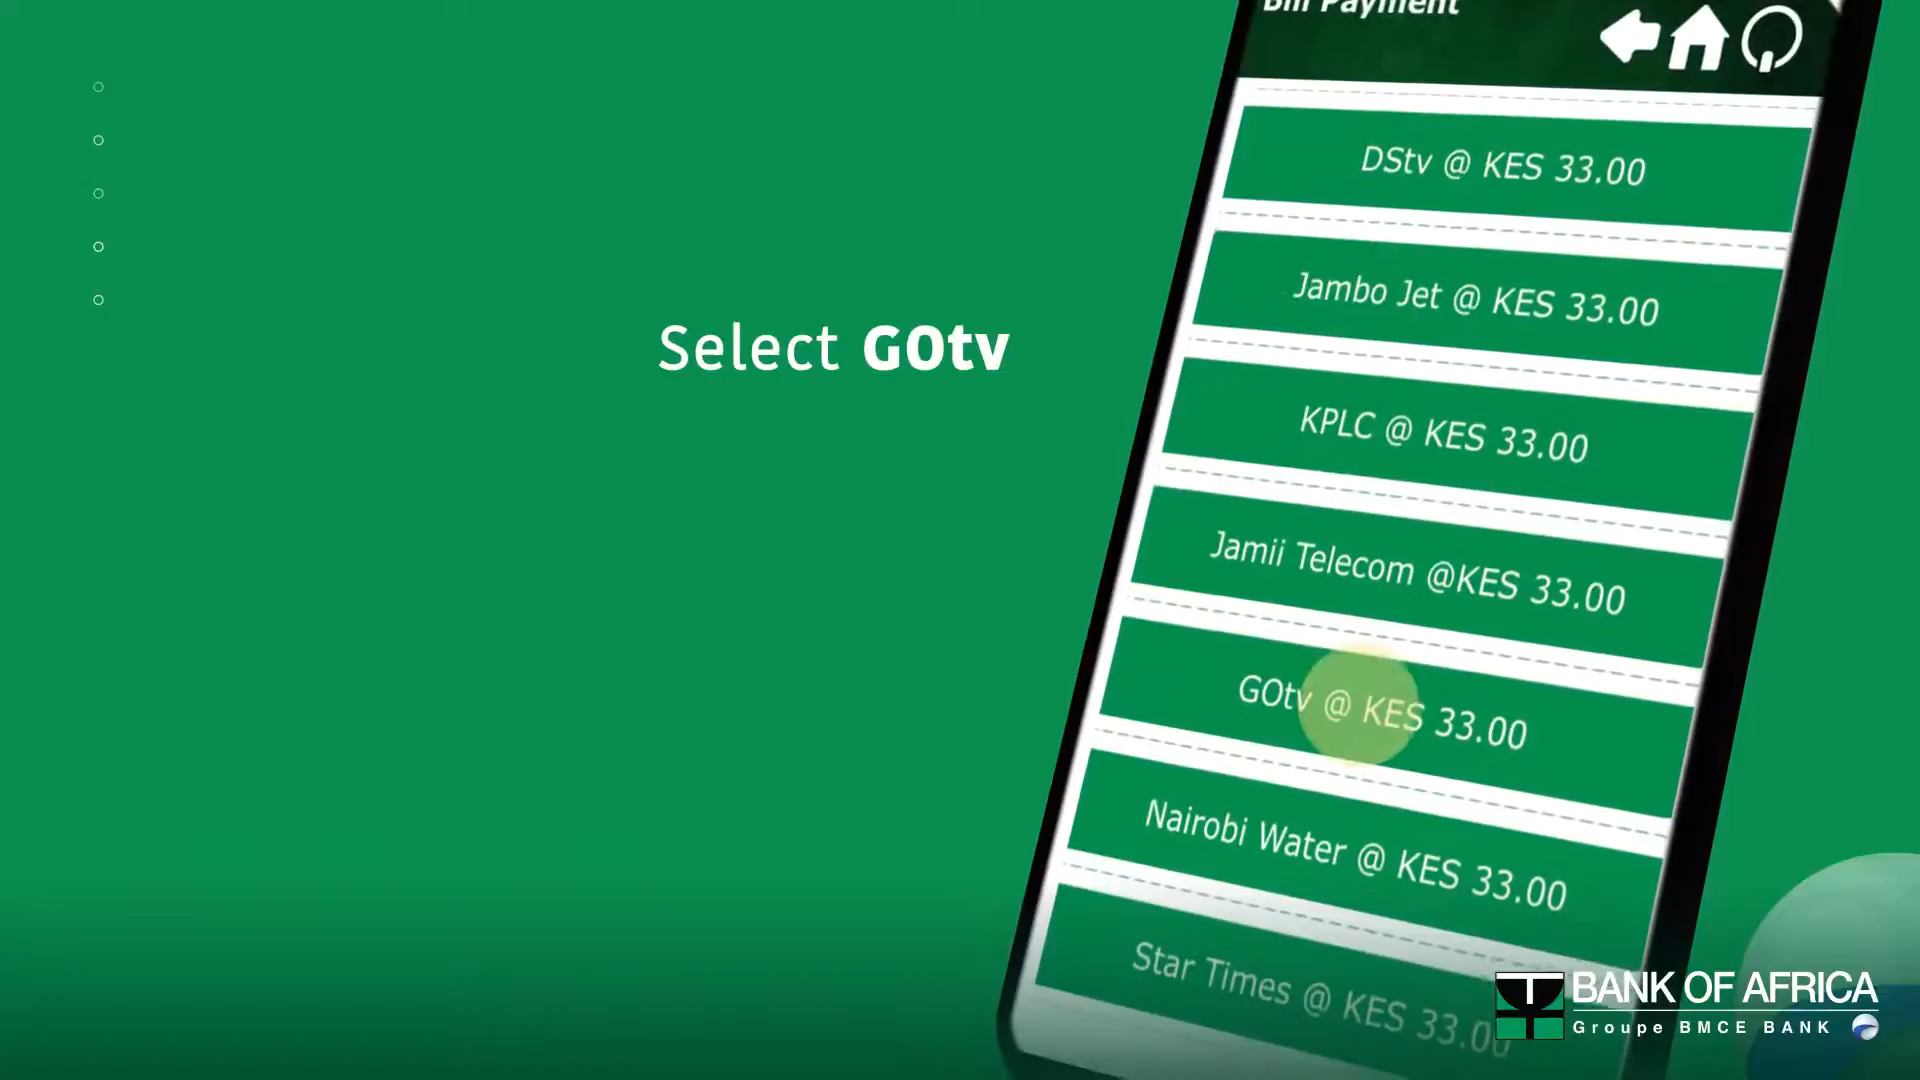 Bill Payment
DStv @ KES 33.00
Jambo Jet @ KES 33.00
Select GOtv
KPLC @ KES 33.00
Jamii Telecom @KES 33.00
GOtv @ KES 33.00
Nairobi Water @ KES 33.00
Star Times @ KES 33.00
BANK OF AFRICA
Groupe BMCE BANK